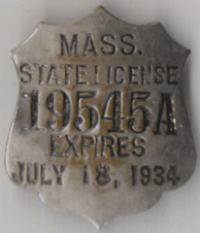 MASS.
STATE LICENSE
19545A
EXPIRES
JULY 18, 1934